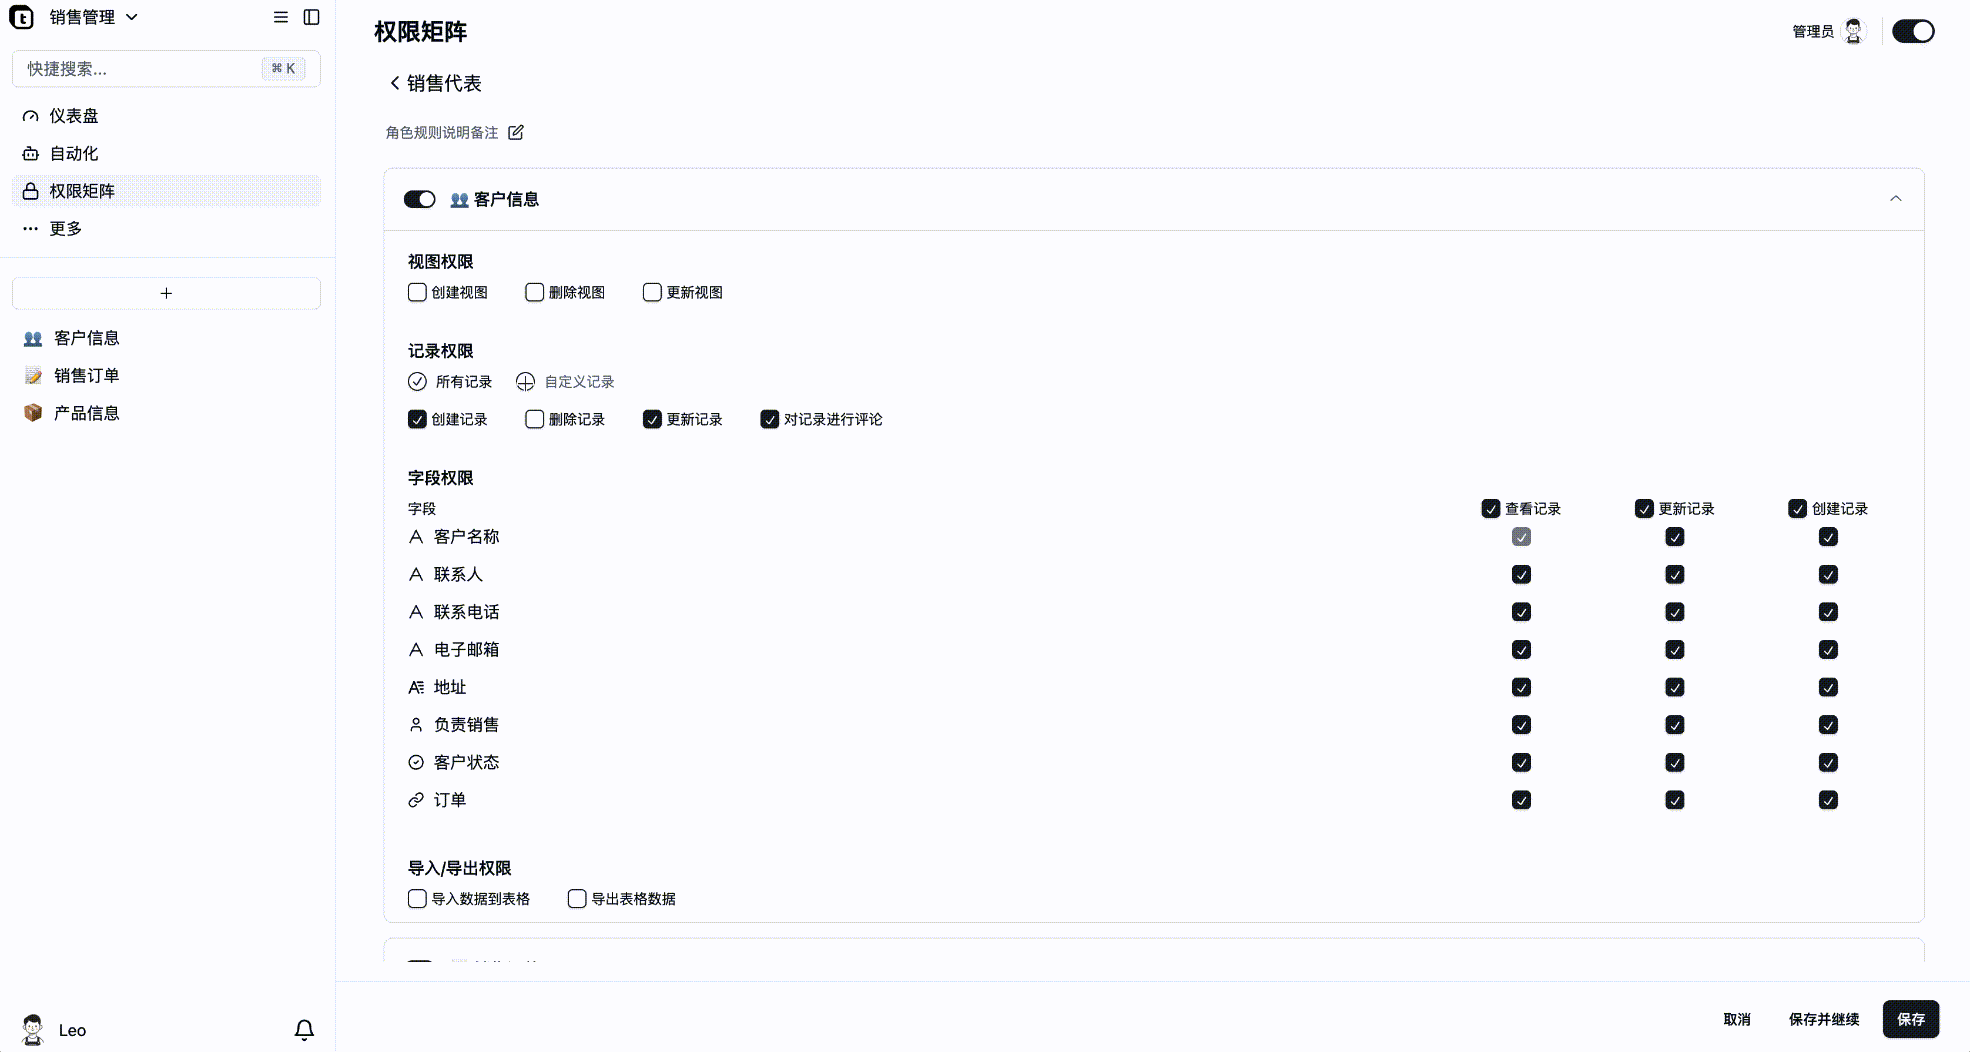 销售管理
快捷搜索...
⌘ K
仪表盘
自动化
权限矩阵
更多
客户信息
销售订单
产品信息
Leo
权限矩阵
管理员
销售代表
角色规则说明备注
客户信息
视图权限
创建视图 删除视图 更新视图
记录权限
所有记录 自定义记录
创建记录 删除记录 更新记录 对记录进行评论
字段权限
字段 查看记录 更新记录 创建记录
客户名称
联系人
联系电话
电子邮箱
地址
负责销售
客户状态
订单
导入/导出权限
导入数据到表格 导出表格数据
取消 保存并继续 保存